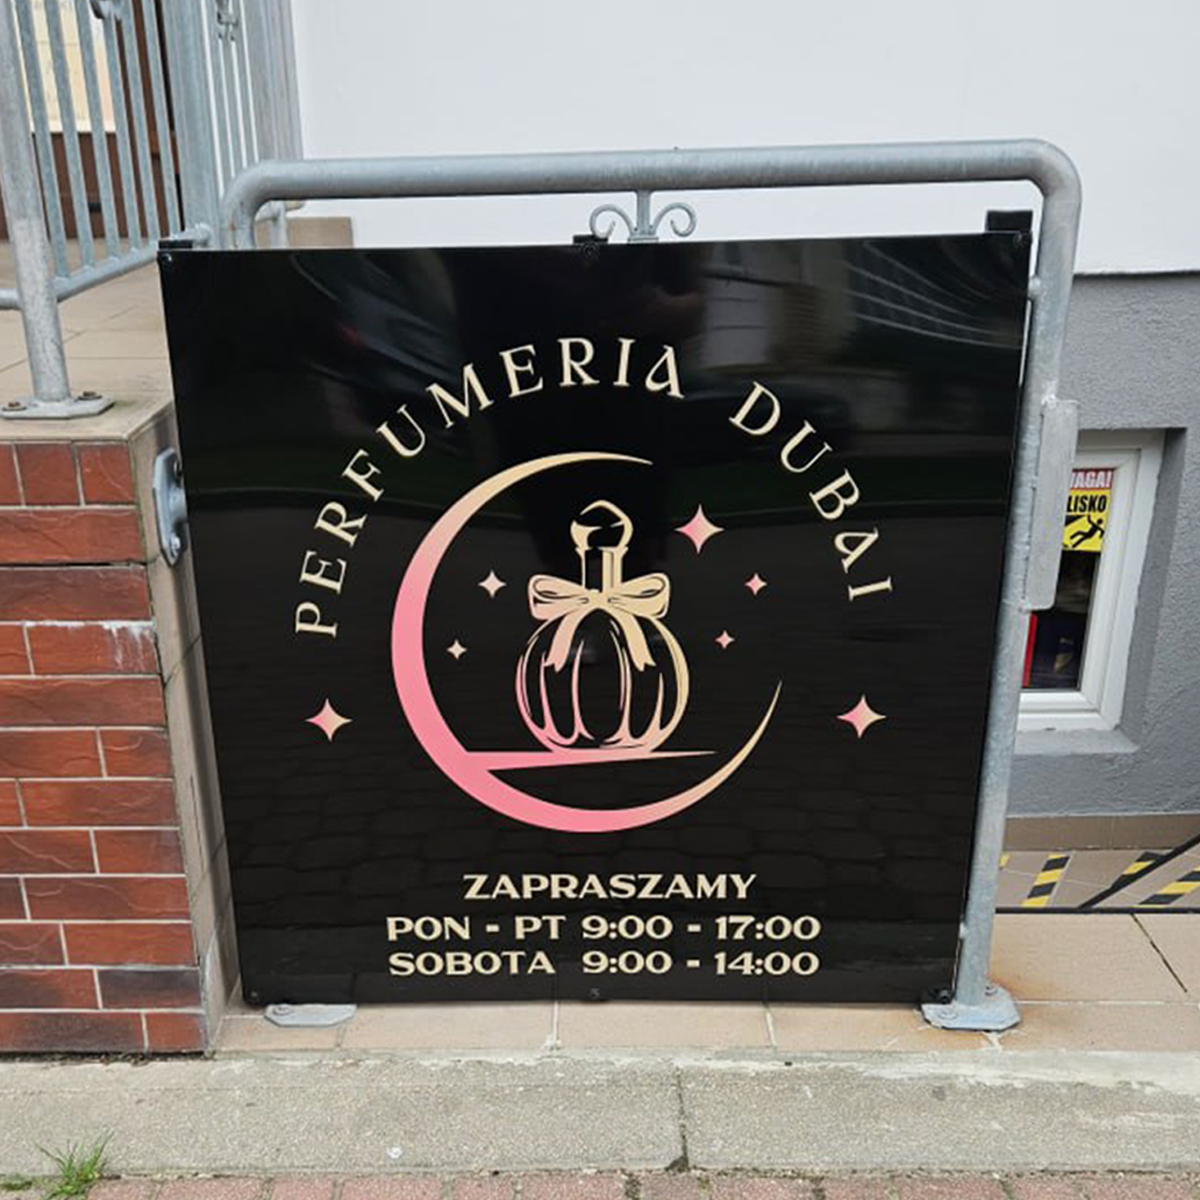 PERFUMERIA DUBAI
ZAPRASZAMY
PON - PT 9:00 - 17:00
SOBOTA 9:00 - 14:00